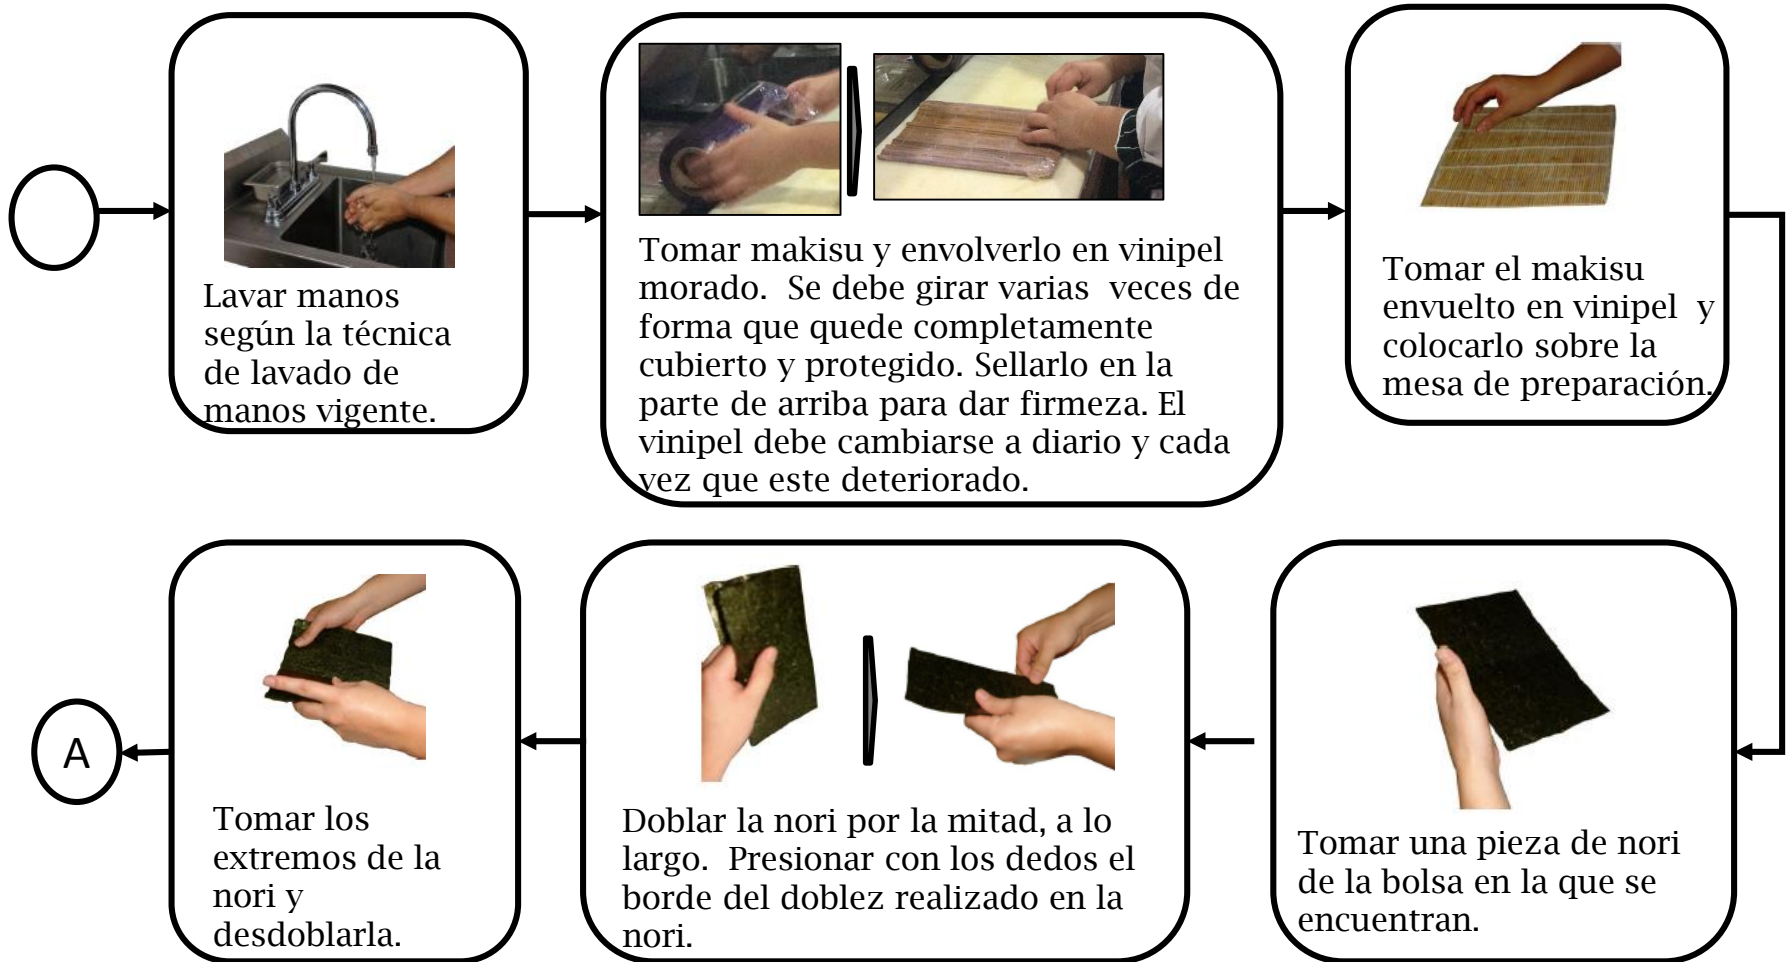 Lavar manos
según la técnica
de lavado de
manos vigente.
Tomar makisu y envolverlo en vinipel
morado.  Se debe girar varias  veces de
forma que quede completamente
cubierto y protegido. Sellarlo en la
parte de arriba para dar firmeza. El
vinipel debe cambiarse a diario y cada
vez que este deteriorado.
Tomar el makisu
envuelto en vinipel  y
colocarlo sobre la
mesa de preparación.
Tomar una pieza de nori
de la bolsa en la que se
encuentran.
Doblar la nori por la mitad, a lo
largo.  Presionar con los dedos el
borde del doblez realizado en la
nori.
Tomar los
extremos de la
nori y
desdoblarla.
A